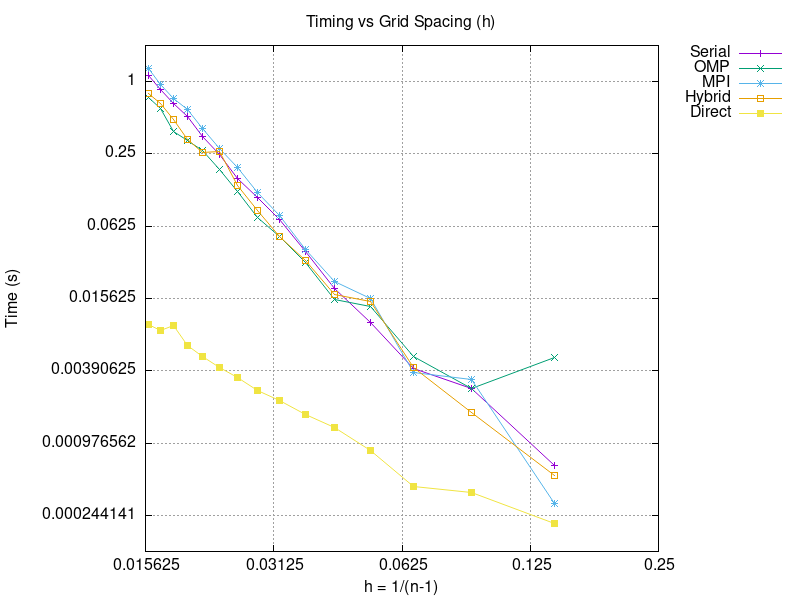 Timing vs Grid Spacing (h)
Serial
OMP
MPI
Hybrid
Direct
1
0.25
0.0625
0.015625
0.00390625
0.000976562
0.000244141
Time (s)
0.015625 0.03125 0.0625 0.125 0.25
h = 1/(n-1)